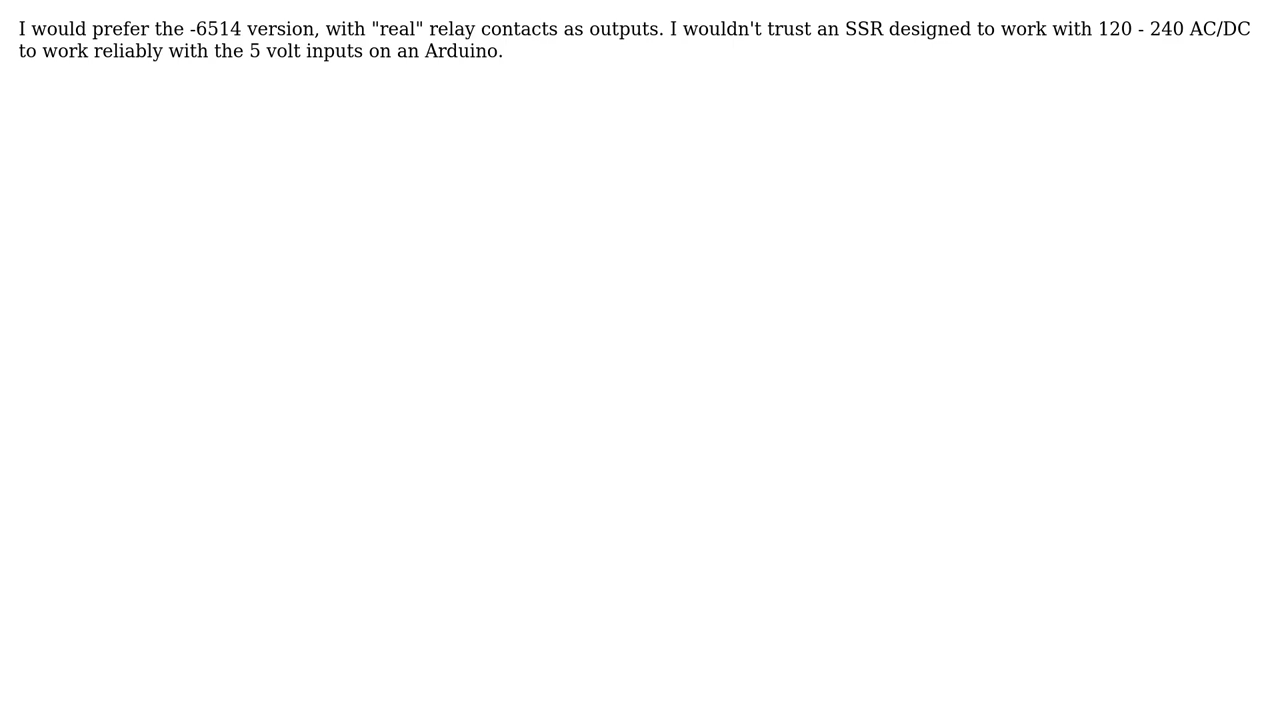 I would prefer the -6514 version, with "real" relay contacts as outputs. I wouldn't trust an SSR designed to work with 120 - 240 AC/DC
to work reliably with the 5 volt inputs on an Arduino.